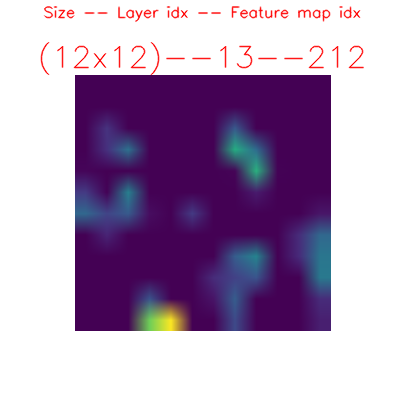 Size -- Layer idx -- Feature map idx
(12x12)--13--212